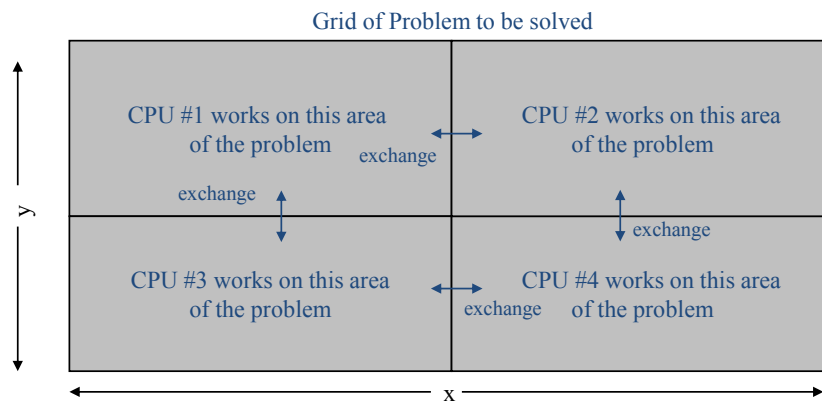 Grid of Problem to be solved
CPU #1 works on this area
of the problem
CPU #2 works on this area
of the problem
exchange
exchange
exchange
y
CPU #3 works on this area
of the problem
CPU #4 works on this area
of the problem
exchange
x